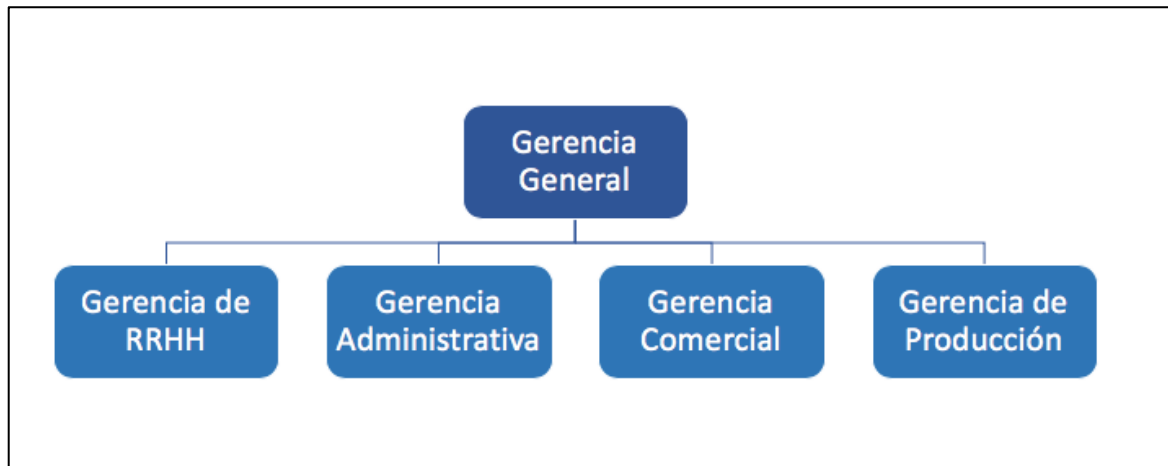 Gerencia
General
Gerencia de
RRHH
Gerencia
Administrativa
Gerencia
Comercial
Gerencia de
Producción